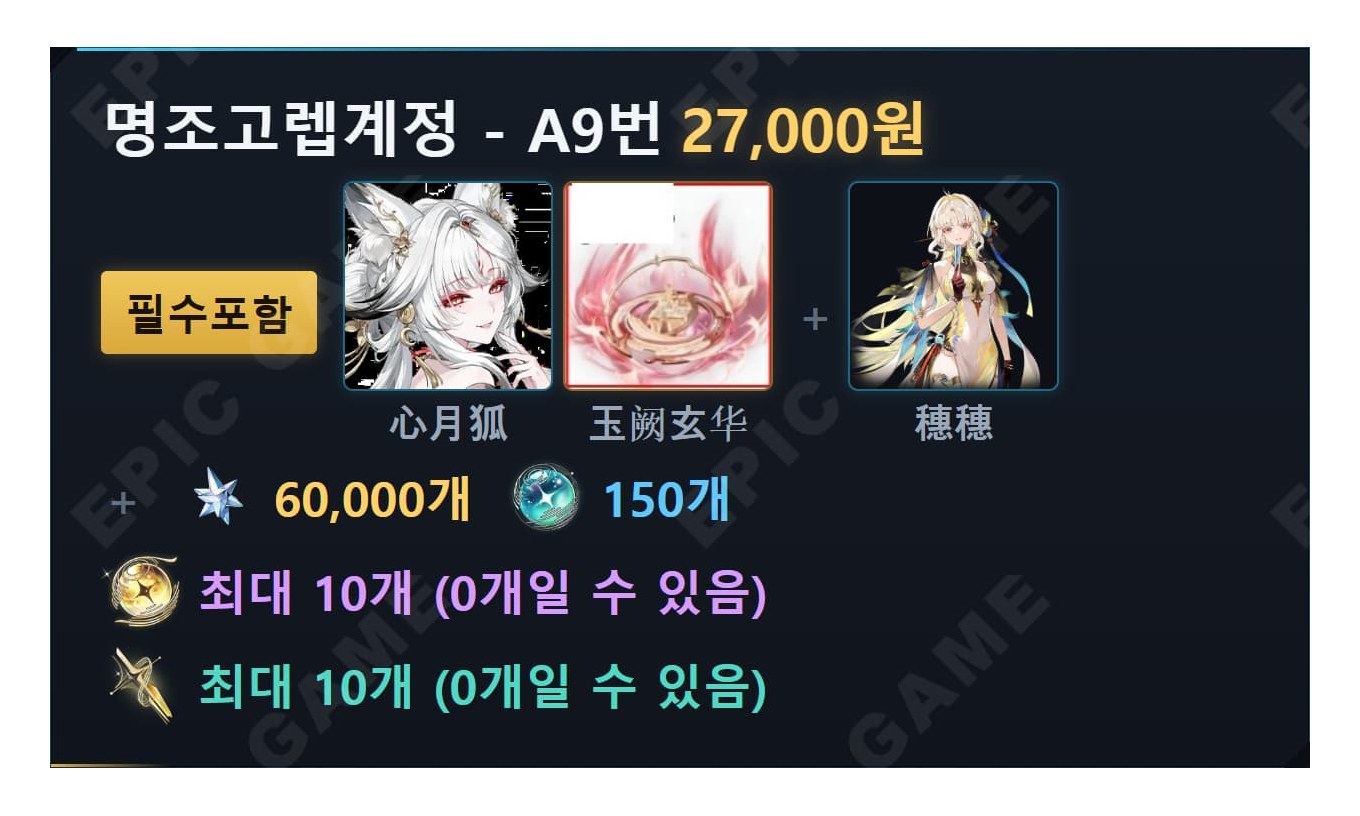 명조고렙계정 - A9번 27,000원
필수포함
+
心月狐 玉阙玄华 穗穗
+ 60,000개 150개
최대 10개 (0개일 수 있음)
최대 10개 (0개일 수 있음)
EPIC GAME